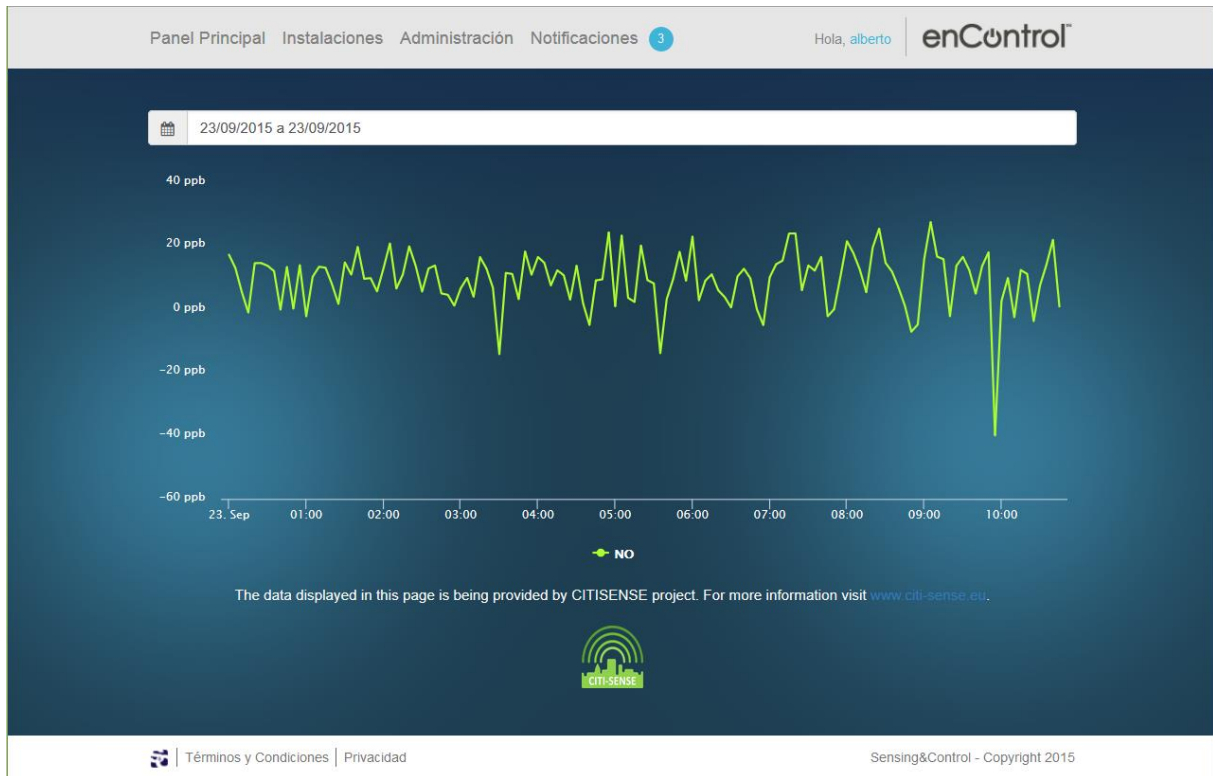 Panel Principal Instalaciones Administración Notificaciones 3 Hola, alberto enControl™
23/09/2015 a 23/09/2015
40 ppb
20 ppb
0 ppb
−20 ppb
−40 ppb
−60 ppb
23. Sep 01:00 02:00 03:00 04:00 05:00 06:00 07:00 08:00 09:00 10:00
NO
The data displayed in this page is being provided by CITISENSE project. For more information visit www.citi-sense.eu.
CITI-SENSE
Términos y Condiciones | Privacidad Sensing&Control - Copyright 2015